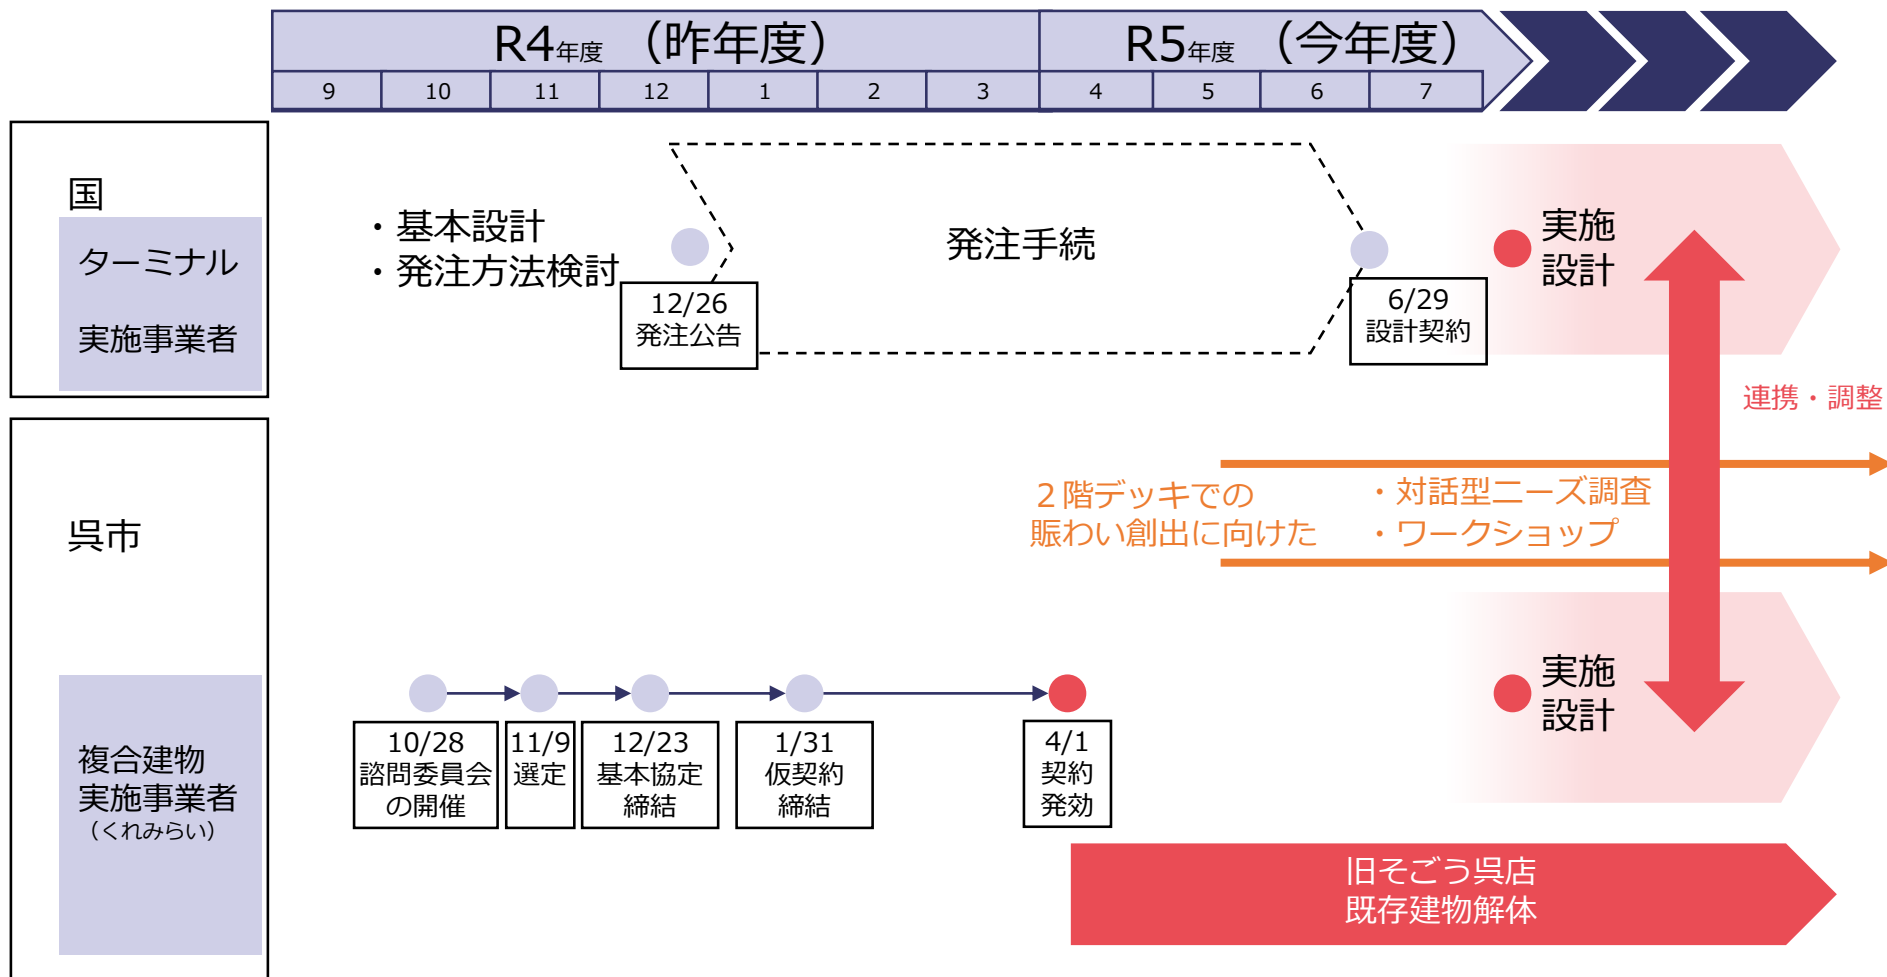 R4年度（昨年度）
R5年度（今年度）
9 10 11 12 1 2 3 4 5 6 7
国
ターミナル
実施事業者
・基本設計
・発注方法検討
12/26
発注公告
発注手続
6/29
設計契約
実施
設計
連携・調整
呉市
２階デッキでの
賑わい創出に向けた
・対話型ニーズ調査
・ワークショップ
複合建物
実施事業者
（くれみらい）
10/28
諮問委員会
の開催
11/9
選定
12/23
基本協定
締結
1/31
仮契約
締結
4/1
契約
発効
実施
設計
旧そごう呉店
既存建物解体